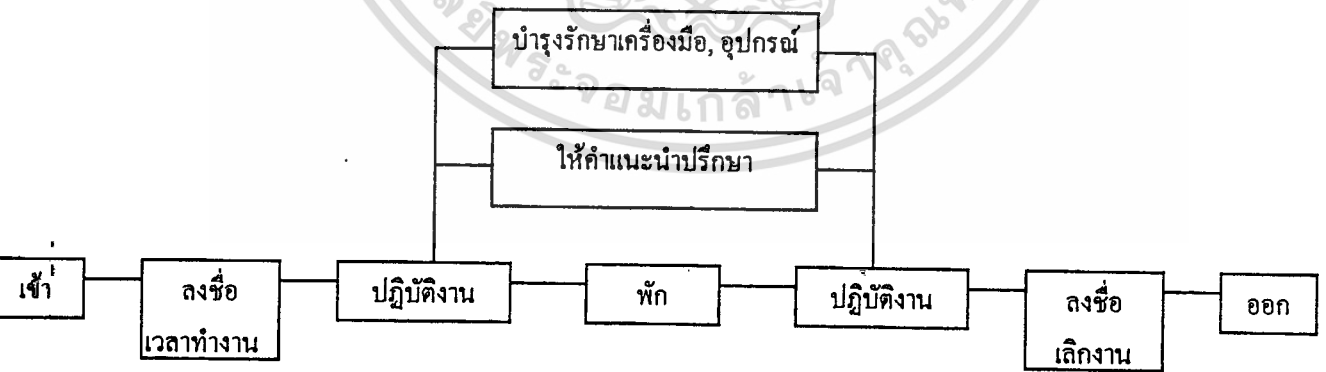 บำรุงรักษาเครื่องมือ, อุปกรณ์
ให้คำแนะนำปรึกษา
เข้า
ลงชื่อ
เวลาทำงาน
ปฏิบัติงาน
พัก
ปฏิบัติงาน
ลงชื่อ
เลิกงาน
ออก